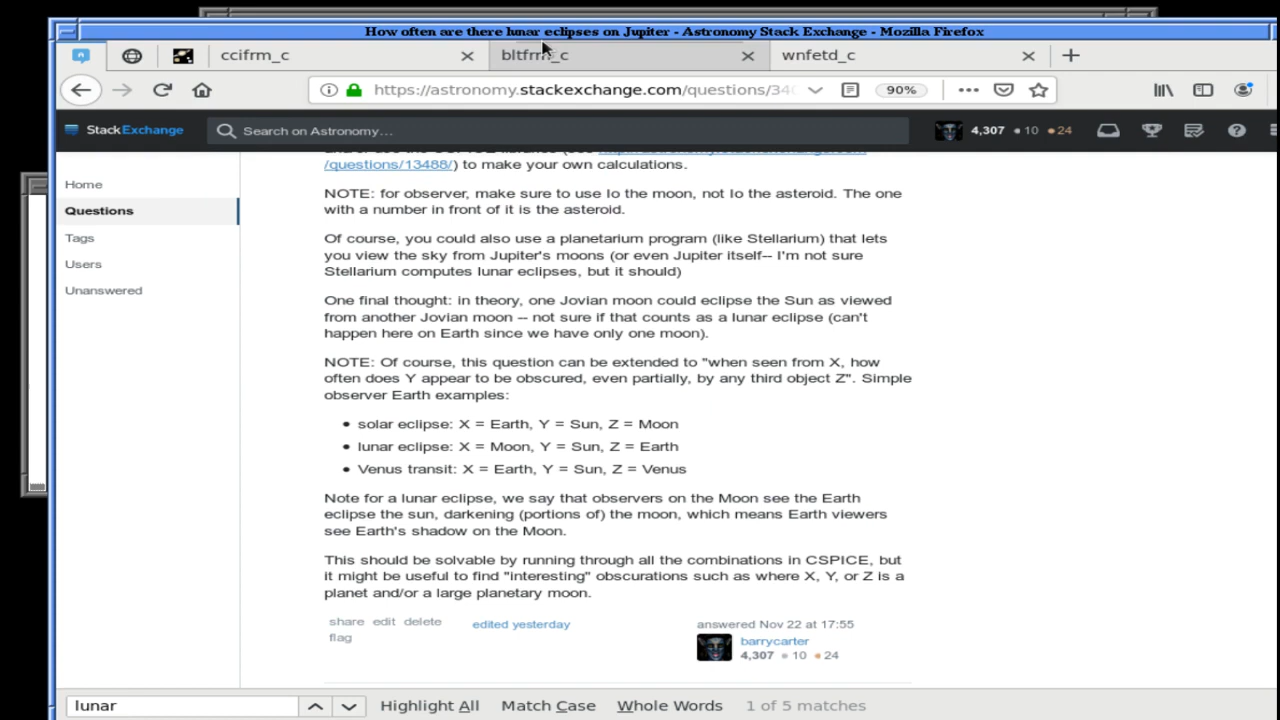 How often are there lunar eclipses on Jupiter - Astronomy Stack Exchange - Mozilla Firefox
ccifrm_c
bltfrm_c
wnfetd_c
https://astronomy.stackexchange.com/questions/340
90%
StackExchange
Search on Astronomy...
4,307 10 24
Home
Questions
Tags
Users
Unanswered
/questions/13488/) to make your own calculations.
NOTE: for observer, make sure to use Io the moon, not Io the asteroid. The one
with a number in front of it is the asteroid.
Of course, you could also use a planetarium program (like Stellarium) that lets
you view the sky from Jupiter's moons (or even Jupiter itself-- I'm not sure
Stellarium computes lunar eclipses, but it should)
One final thought: in theory, one Jovian moon could eclipse the Sun as viewed
from another Jovian moon -- not sure if that counts as a lunar eclipse (can't
happen here on Earth since we have only one moon).
NOTE: Of course, this question can be extended to "when seen from X, how
often does Y appear to be obscured, even partially, by any third object Z". Simple
observer Earth examples:
• solar eclipse: X = Earth, Y = Sun, Z = Moon
• lunar eclipse: X = Moon, Y = Sun, Z = Earth
• Venus transit: X = Earth, Y = Sun, Z = Venus
Note for a lunar eclipse, we say that observers on the Moon see the Earth
eclipse the sun, darkening (portions of) the moon, which means Earth viewers
see Earth's shadow on the Moon.
This should be solvable by running through all the combinations in CSPICE, but
it might be useful to find "interesting" obscurations such as where X, Y, or Z is a
planet and/or a large planetary moon.
share edit delete
flag
edited yesterday
answered Nov 22 at 17:55
barrycarter
4,307 10 24
lunar
Highlight All
Match Case
Whole Words
1 of 5 matches